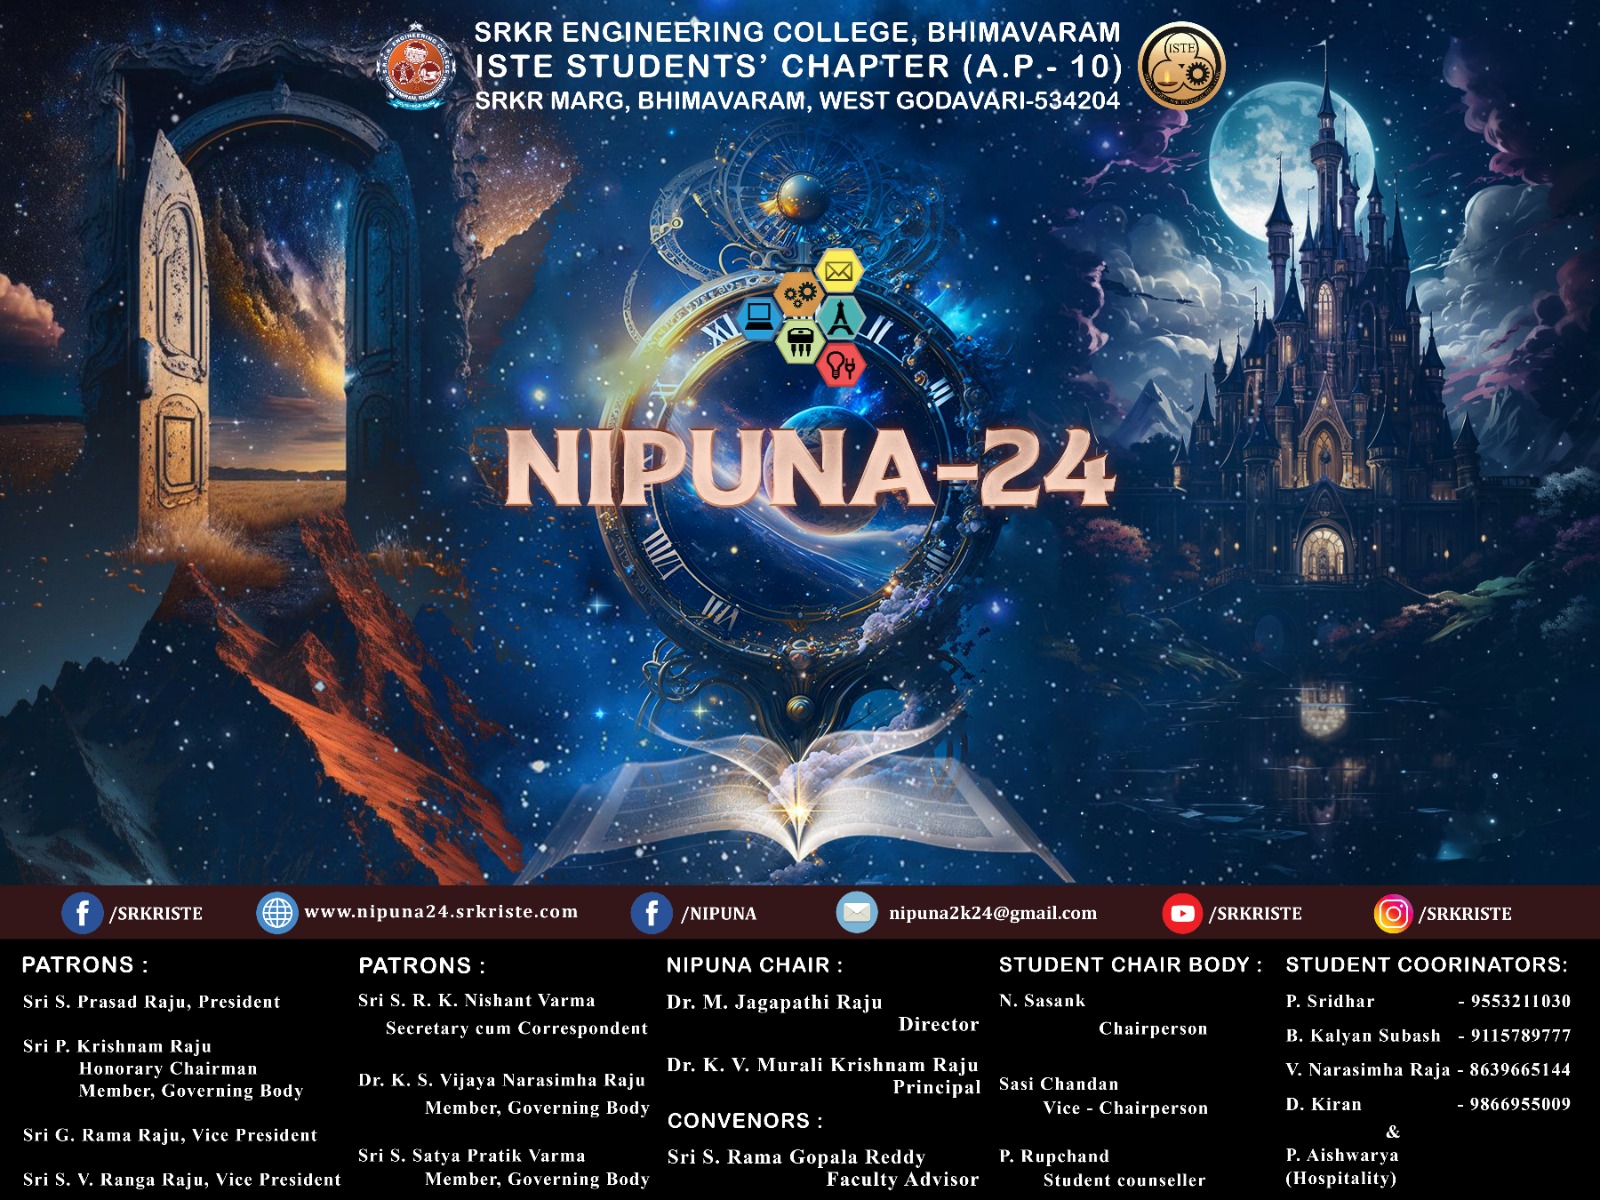 SRKR ENGINEERING COLLEGE, BHIMAVARAM
ISTE STUDENTS' CHAPTER (A.P.- 10)
SRKR MARG, BHIMAVARAM, WEST GODAVARI-534204
ISTE
XI
II
III
VIII
VII
NIPUNA-24
/SRKRISTE
www.nipuna24.srkriste.com
/NIPUNA
nipuna2k24@gmail.com
/SRKRISTE
/SRKRISTE
PATRONS :
Sri S. Prasad Raju, President
Sri P. Krishnam Raju
Honorary Chairman
Member, Governing Body
Sri G. Rama Raju, Vice President
Sri S. V. Ranga Raju, Vice President
PATRONS :
Sri S. R. K. Nishant Varma
Secretary cum Correspondent
Dr. K. S. Vijaya Narasimha Raju
Member, Governing Body
Sri S. Satya Pratik Varma
Member, Governing Body
NIPUNA CHAIR :
Dr. M. Jagapathi Raju
Director
Dr. K. V. Murali Krishnam Raju
Principal
CONVENORS :
Sri S. Rama Gopala Reddy
Faculty Advisor
STUDENT CHAIR BODY :
N. Sasank
Chairperson
Sasi Chandan
Vice - Chairperson
P. Rupchand
Student counseller
STUDENT COORINATORS:
P. Sridhar - 9553211030
B. Kalyan Subash - 9115789777
V. Narasimha Raja - 8639665144
D. Kiran - 9866955009
&
P. Aishwarya
(Hospitality)